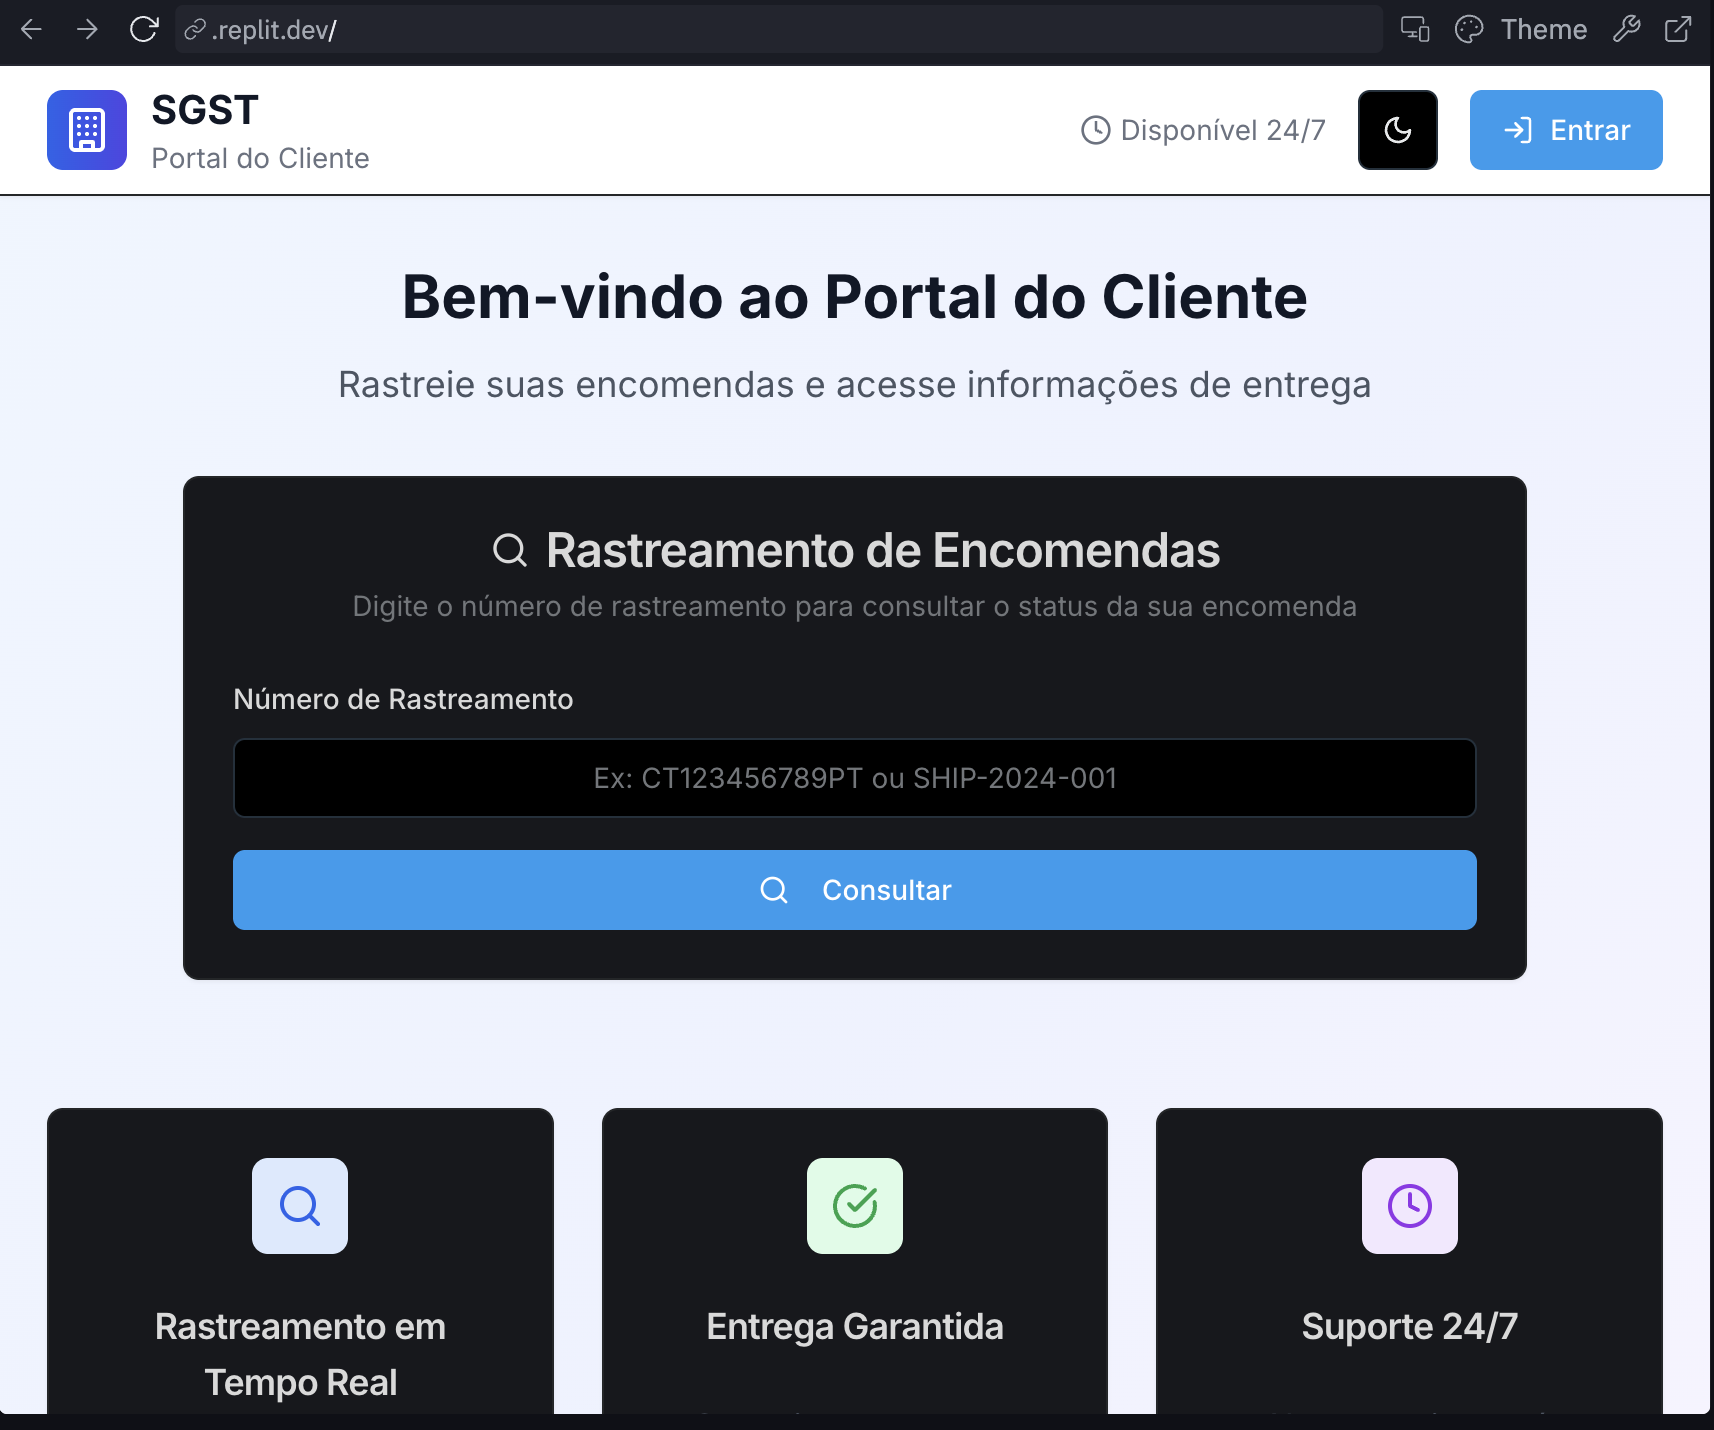 .replit.dev/
Theme
SGST
Portal do Cliente
Disponível 24/7
Entrar
Bem-vindo ao Portal do Cliente
Rastreie suas encomendas e acesse informações de entrega
Rastreamento de Encomendas
Digite o número de rastreamento para consultar o status da sua encomenda
Número de Rastreamento
Ex: CT123456789PT ou SHIP-2024-001
Consultar
Rastreamento em
Tempo Real
Entrega Garantida
Suporte 24/7